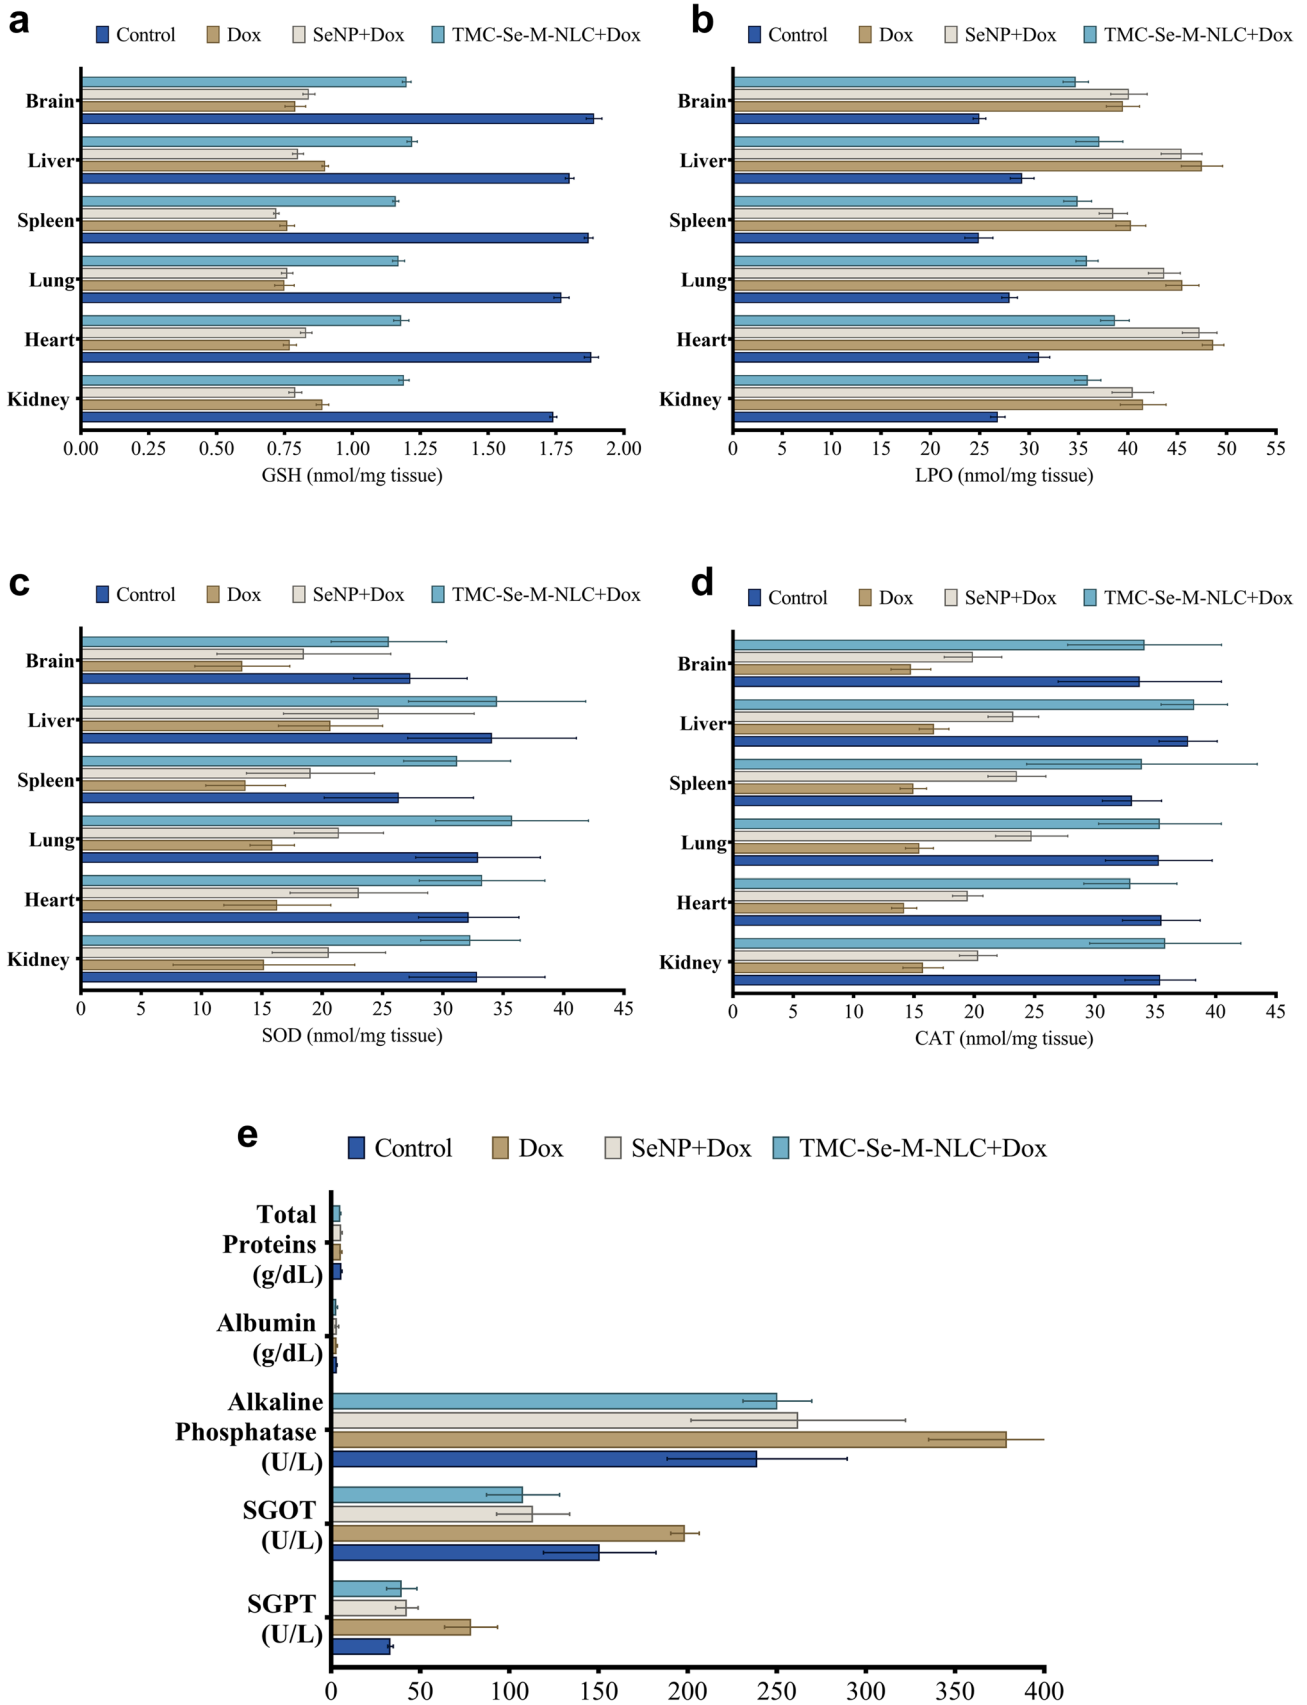 a
Control Dox SeNP+Dox TMC-Se-M-NLC+Dox
Brain
Liver
Spleen
Lung
Heart
Kidney
0.00 0.25 0.50 0.75 1.00 1.25 1.50 1.75 2.00
GSH (nmol/mg tissue)
b
Control Dox SeNP+Dox TMC-Se-M-NLC+Dox
Brain
Liver
Spleen
Lung
Heart
Kidney
0 5 10 15 20 25 30 35 40 45 50 55
LPO (nmol/mg tissue)
c
Control Dox SeNP+Dox TMC-Se-M-NLC+Dox
Brain
Liver
Spleen
Lung
Heart
Kidney
0 5 10 15 20 25 30 35 40 45
SOD (nmol/mg tissue)
d
Control Dox SeNP+Dox TMC-Se-M-NLC+Dox
Brain
Liver
Spleen
Lung
Heart
Kidney
0 5 10 15 20 25 30 35 40 45
CAT (nmol/mg tissue)
e
Control Dox SeNP+Dox TMC-Se-M-NLC+Dox
Total
Proteins
(g/dL)
Albumin
(g/dL)
Alkaline
Phosphatase
(U/L)
SGOT
(U/L)
SGPT
(U/L)
0 50 100 150 200 250 300 350 400